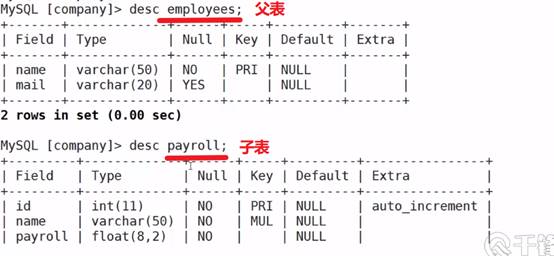 MySQL [company]> desc employees; 父表
+-------+-------------+------+-----+---------+-------+
| Field | Type | Null | Key | Default | Extra |
+-------+-------------+------+-----+---------+-------+
| name | varchar(50) | NO | PRI | NULL | |
| mail | varchar(20) | YES | | NULL | |
+-------+-------------+------+-----+---------+-------+
2 rows in set (0.00 sec)
MySQL [company]> desc payroll; 子表
+---------+-------------+------+-----+---------+----------------+
| Field | Type | Null | Key | Default | Extra |
+---------+-------------+------+-----+---------+----------------+
| id | int(11) | NO | PRI | NULL | auto_increment |
| name | varchar(50) | NO | MUL | NULL | |
| payroll | float(8,2) | NO | | NULL | |